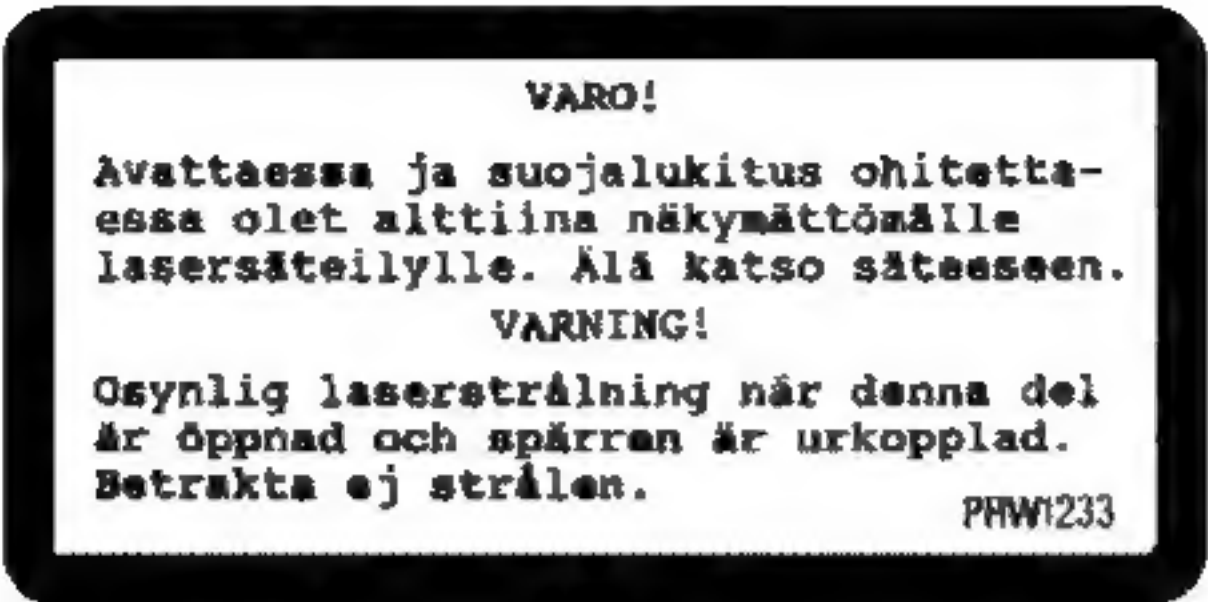 VARO!
Avattaessa ja suojalukitus ohitetta-
essa olet alttiina näkymättömälle
lasersäteilylle. Älä katso säteeseen.
VARNING!
Osynlig laserstrålning när denna del
är öppnad och spärren är urkopplad.
Betrakta ej strålen.
PRW1233